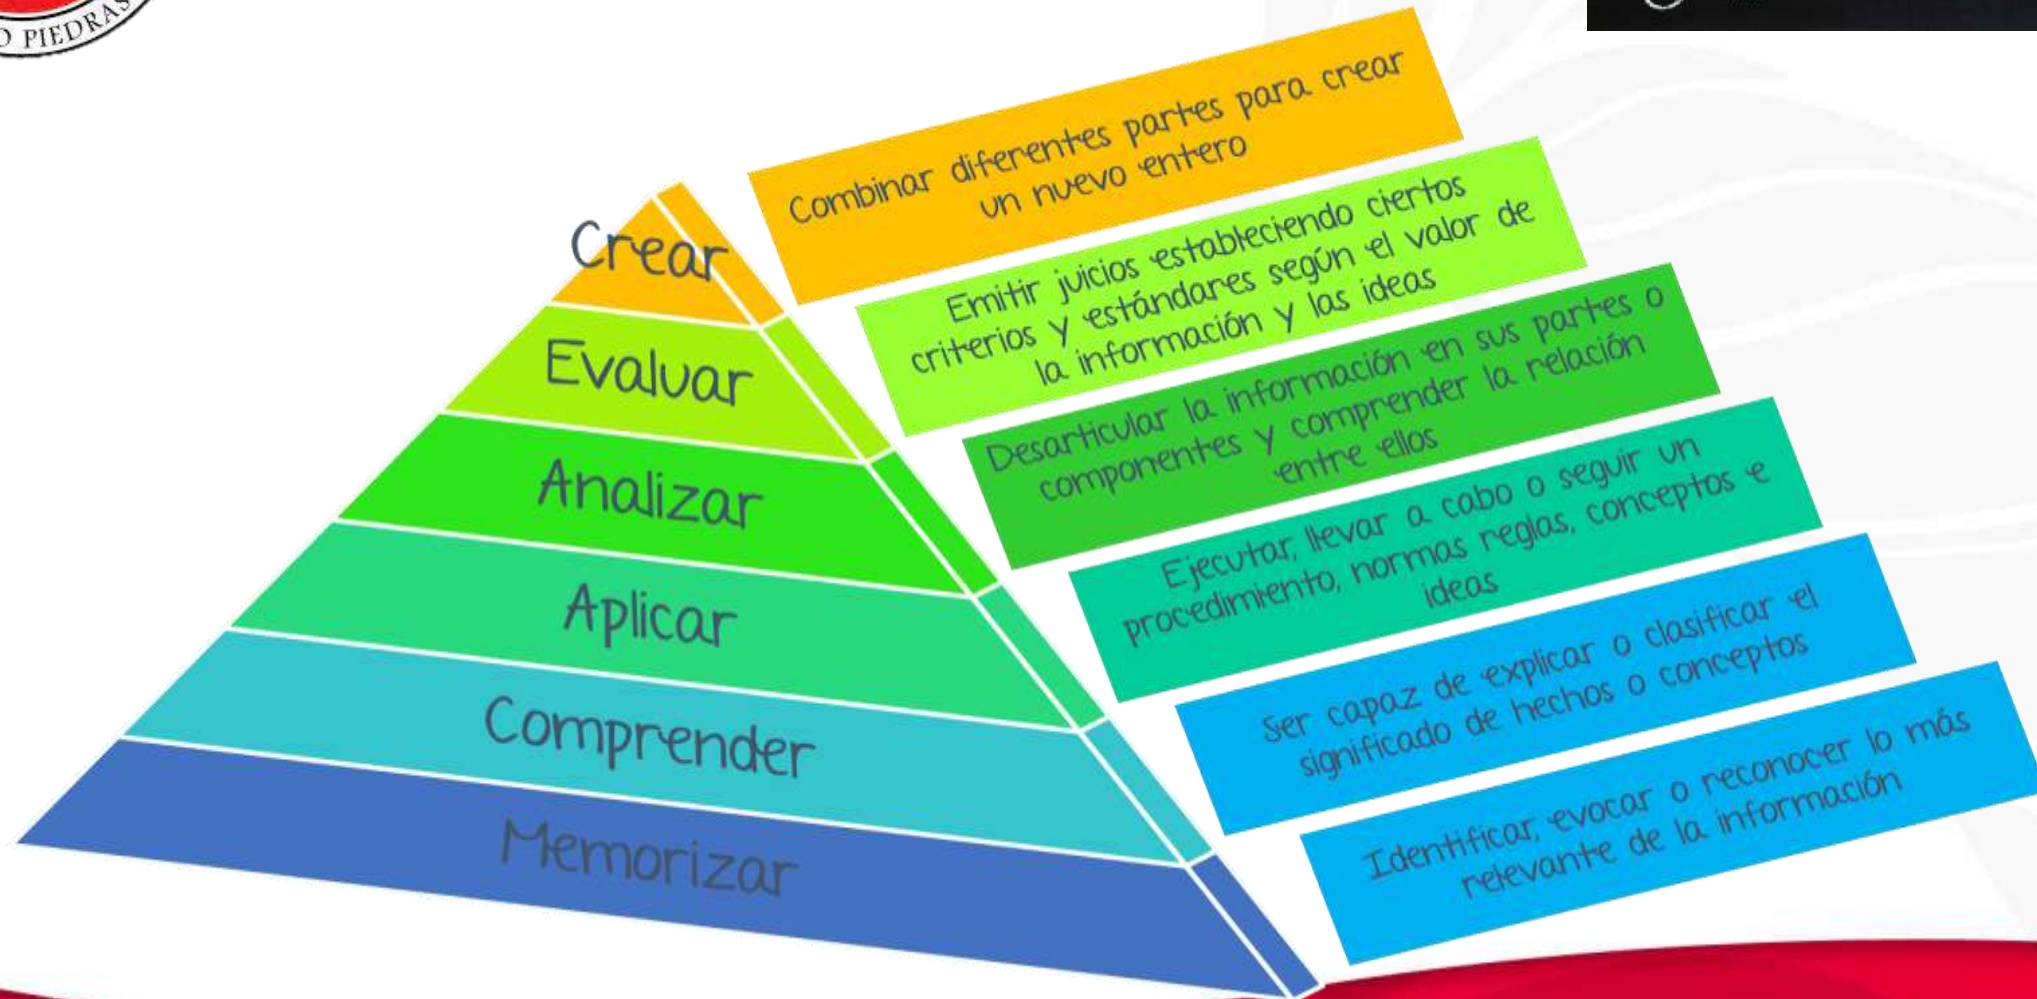 PIEDRAS
Crear
Combinar diferentes partes para crear
un nuevo entero
Evaluar
Emitir juicios estableciendo ciertos
criterios y estándares según el valor de
la información y las ideas
Analizar
Desarticular la información en sus partes o
componentes y comprender la relación
entre ellos
Aplicar
Ejecutar, llevar a cabo o seguir un
procedimiento, normas reglas, conceptos e
ideas
Comprender
Ser capaz de explicar o clasificar el
significado de hechos o conceptos
Memorizar
Identificar, evocar o reconocer lo más
relevante de la información